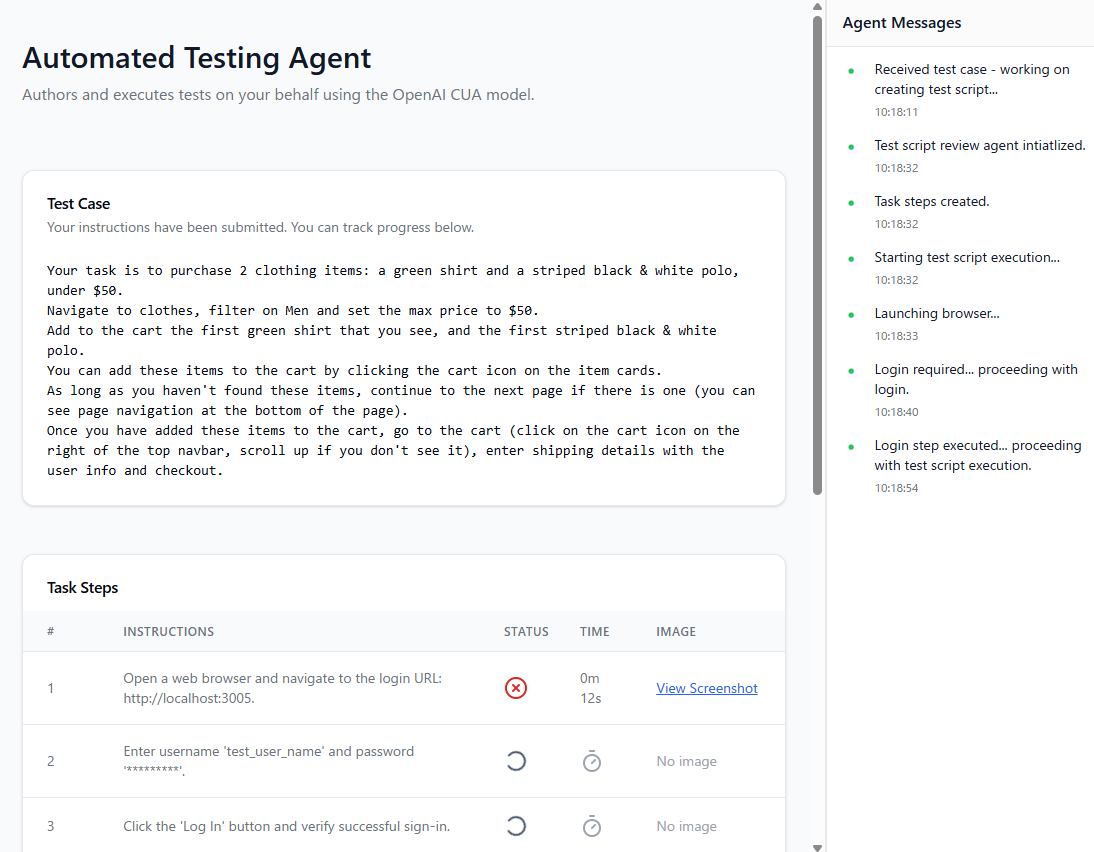 Automated Testing Agent
Authors and executes tests on your behalf using the OpenAI CUA model.
Test Case
Your instructions have been submitted. You can track progress below.
Your task is to purchase 2 clothing items: a green shirt and a striped black & white polo,
under $50.
Navigate to clothes, filter on Men and set the max price to $50.
Add to the cart the first green shirt that you see, and the first striped black & white
polo.
You can add these items to the cart by clicking the cart icon on the item cards.
As long as you haven't found these items, continue to the next page if there is one (you can
see page navigation at the bottom of the page).
Once you have added these items to the cart, go to the cart (click on the cart icon on the
right of the top navbar, scroll up if you don't see it), enter shipping details with the
user info and checkout.
Task Steps
# INSTRUCTIONS STATUS TIME IMAGE
1 Open a web browser and navigate to the login URL: 0m View Screenshot
http://localhost:3005. 12s
2 Enter username 'test_user_name' and password No image
'*********'.
3 Click the 'Log In' button and verify successful sign-in. No image
Agent Messages
Received test case - working on
creating test script...
10:18:11
Test script review agent intiatlized.
10:18:32
Task steps created.
10:18:32
Starting test script execution...
10:18:32
Launching browser...
10:18:33
Login required... proceeding with
login.
10:18:40
Login step executed... proceeding
with test script execution.
10:18:54